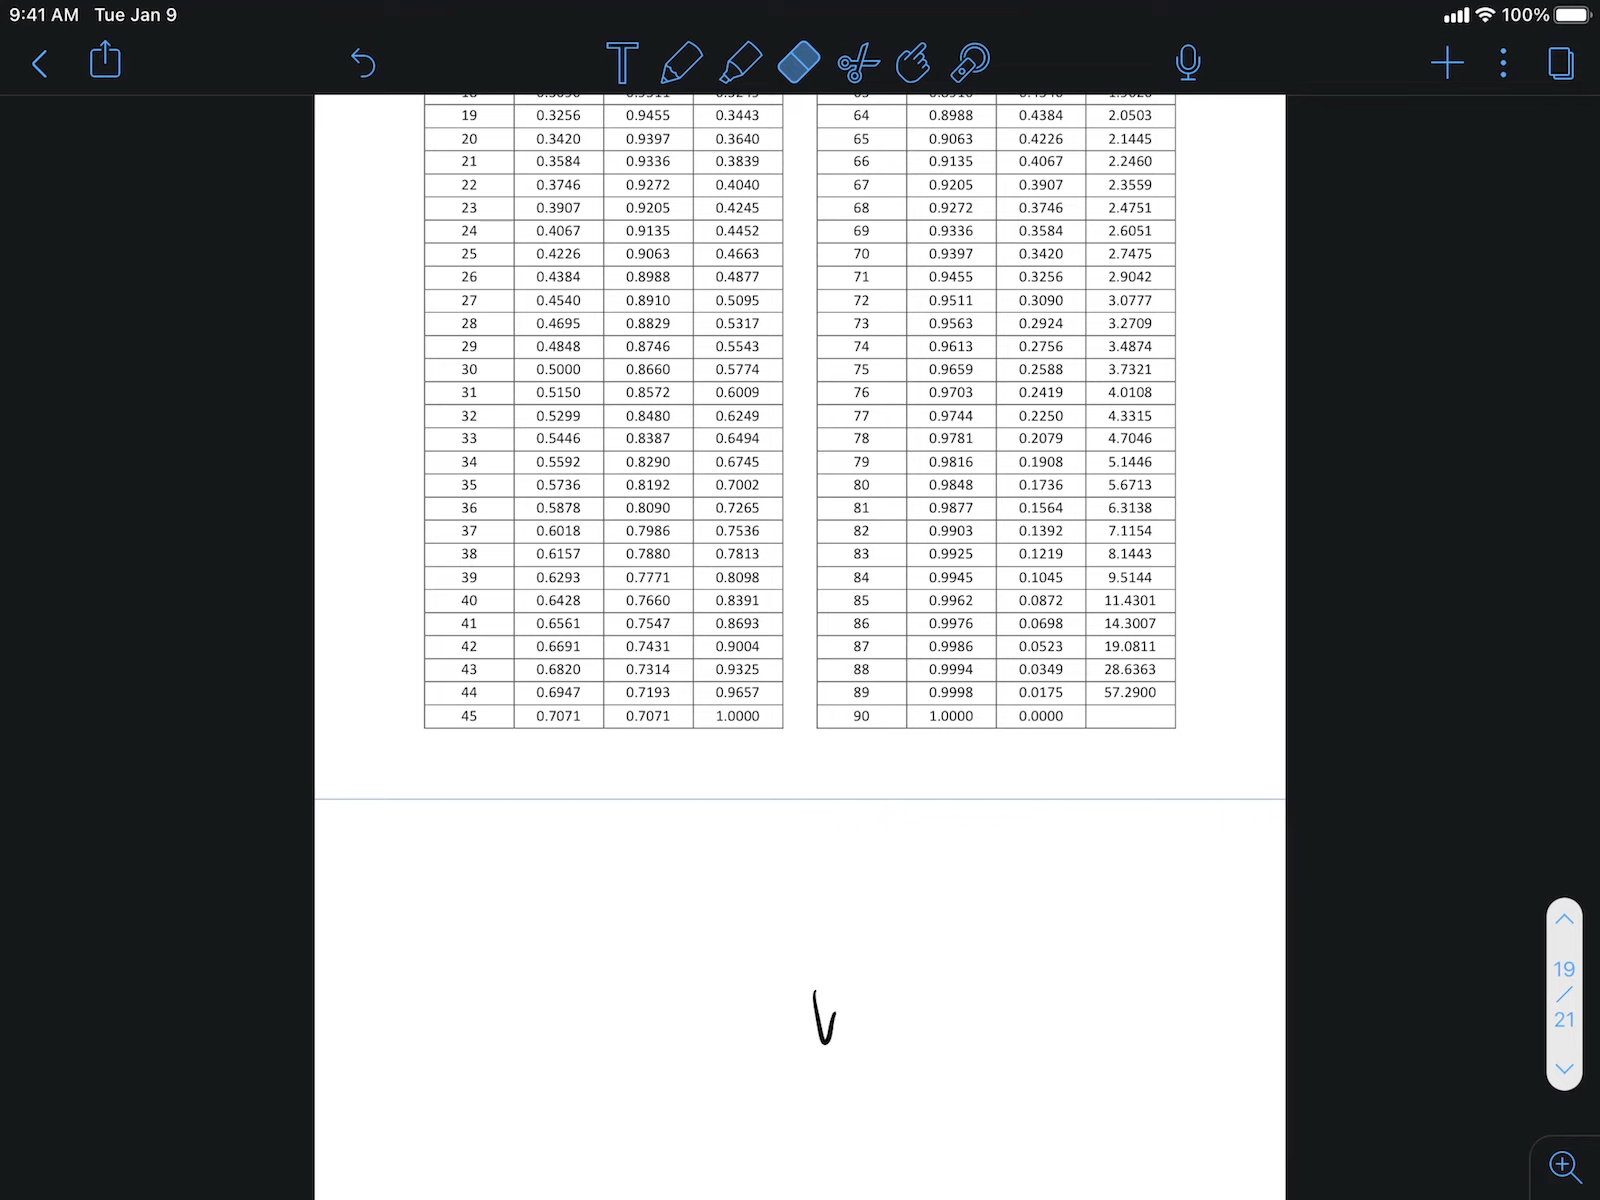 9:41 AM Tue Jan 9 100%
19 0.3256 0.9455 0.3443 64 0.8988 0.4384 2.0503
20 0.3420 0.9397 0.3640 65 0.9063 0.4226 2.1445
21 0.3584 0.9336 0.3839 66 0.9135 0.4067 2.2460
22 0.3746 0.9272 0.4040 67 0.9205 0.3907 2.3559
23 0.3907 0.9205 0.4245 68 0.9272 0.3746 2.4751
24 0.4067 0.9135 0.4452 69 0.9336 0.3584 2.6051
25 0.4226 0.9063 0.4663 70 0.9397 0.3420 2.7475
26 0.4384 0.8988 0.4877 71 0.9455 0.3256 2.9042
27 0.4540 0.8910 0.5095 72 0.9511 0.3090 3.0777
28 0.4695 0.8829 0.5317 73 0.9563 0.2924 3.2709
29 0.4848 0.8746 0.5543 74 0.9613 0.2756 3.4874
30 0.5000 0.8660 0.5774 75 0.9659 0.2588 3.7321
31 0.5150 0.8572 0.6009 76 0.9703 0.2419 4.0108
32 0.5299 0.8480 0.6249 77 0.9744 0.2250 4.3315
33 0.5446 0.8387 0.6494 78 0.9781 0.2079 4.7046
34 0.5592 0.8290 0.6745 79 0.9816 0.1908 5.1446
35 0.5736 0.8192 0.7002 80 0.9848 0.1736 5.6713
36 0.5878 0.8090 0.7265 81 0.9877 0.1564 6.3138
37 0.6018 0.7986 0.7536 82 0.9903 0.1392 7.1154
38 0.6157 0.7880 0.7813 83 0.9925 0.1219 8.1443
39 0.6293 0.7771 0.8098 84 0.9945 0.1045 9.5144
40 0.6428 0.7660 0.8391 85 0.9962 0.0872 11.4301
41 0.6561 0.7547 0.8693 86 0.9976 0.0698 14.3007
42 0.6691 0.7431 0.9004 87 0.9986 0.0523 19.0811
43 0.6820 0.7314 0.9325 88 0.9994 0.0349 28.6363
44 0.6947 0.7193 0.9657 89 0.9998 0.0175 57.2900
45 0.7071 0.7071 1.0000 90 1.0000 0.0000
19
/
21